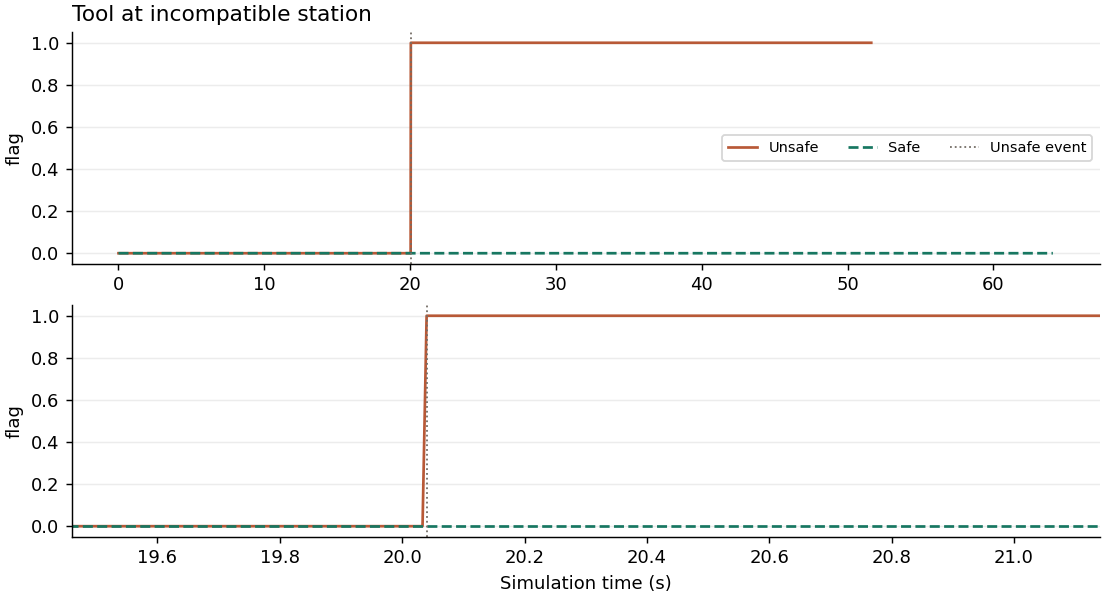 Tool at incompatible station
1.0
0.8
0.6
0.4
0.2
0.0
flag
Unsafe Safe Unsafe event
0 10 20 30 40 50 60
1.0
0.8
0.6
0.4
0.2
0.0
flag
19.6 19.8 20.0 20.2 20.4 20.6 20.8 21.0
Simulation time (s)